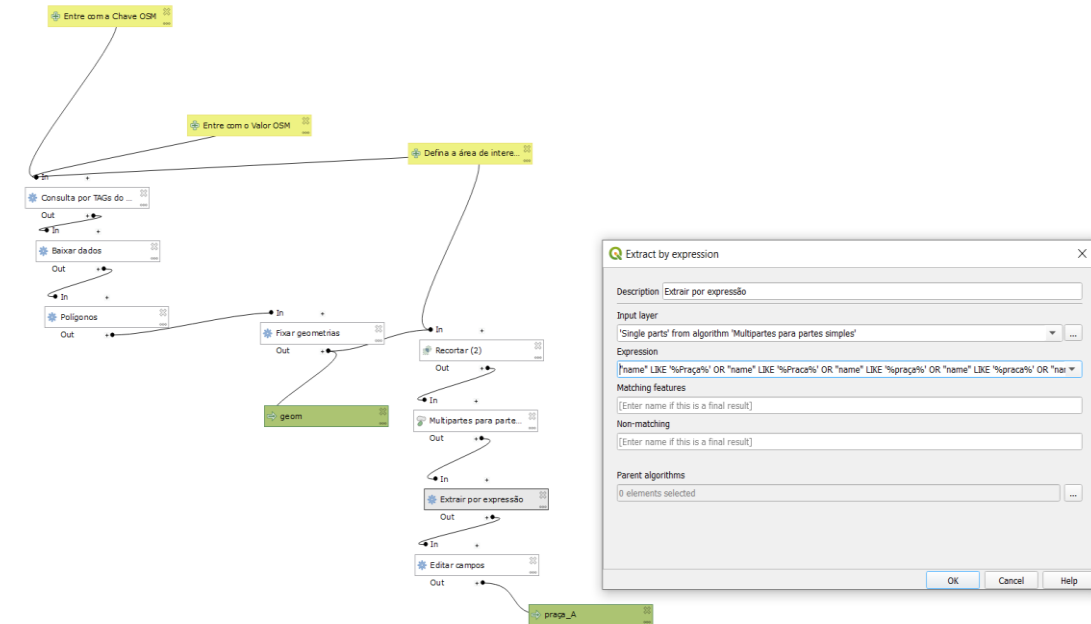 Entre com a Chave OSM
Entre com o Valor OSM
Defina a área de intere...
In +
Consulta por TAGs do ...
Out +
In +
Baixar dados
Out +
In +
Polígonos
Out +
In +
Fixar geometrias
Out +
geom
In +
Recortar (2)
Out +
In +
Multipartes para parte...
Out +
In +
Extrair por expressão
Out +
In +
Editar campos
Out +
praça_A
Extract by expression
Description Extrair por expressão
Input layer
'Single parts' from algorithm 'Multipartes para partes simples'
...
Expression
"name" LIKE '%Praça%' OR "name" LIKE '%Praca%' OR "name" LIKE '%praça%' OR "name" LIKE '%praca%' OR "nar
Matching features
[Enter name if this is a final result]
Non-matching
[Enter name if this is a final result]
Parent algorithms
0 elements selected
...
OK Cancel Help